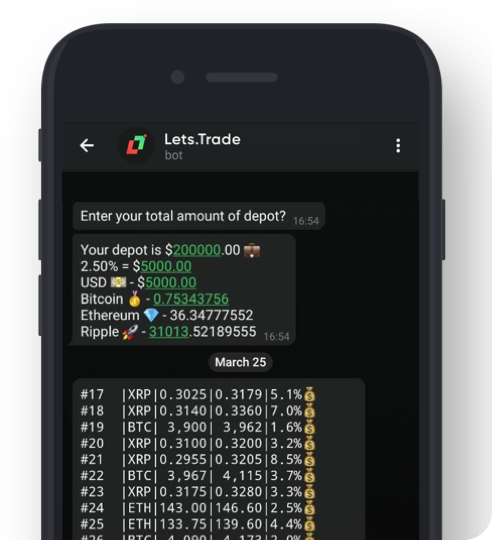 Lets.Trade
bot
Enter your total amount of depot? 16:54
Your depot is $200000.00 💼
2.50% = $5000.00
USD 💵 - $5000.00
Bitcoin 🥇 - 0.75343756
Ethereum 💎 - 36.34777552
Ripple 🚀 - 31013.52189555 16:54
March 25
#17 |XRP|0.3025|0.3179|5.1%💰
#18 |XRP|0.3140|0.3360|7.0%💰
#19 |BTC| 3,900| 3,962|1.6%💰
#20 |XRP|0.3100|0.3200|3.2%💰
#21 |XRP|0.2955|0.3205|8.5%💰
#22 |BTC| 3,967| 4,115|3.7%💰
#23 |XRP|0.3175|0.3280|3.3%💰
#24 |ETH|143.00|146.60|2.5%💰
#25 |ETH|133.75|139.60|4.4%💰